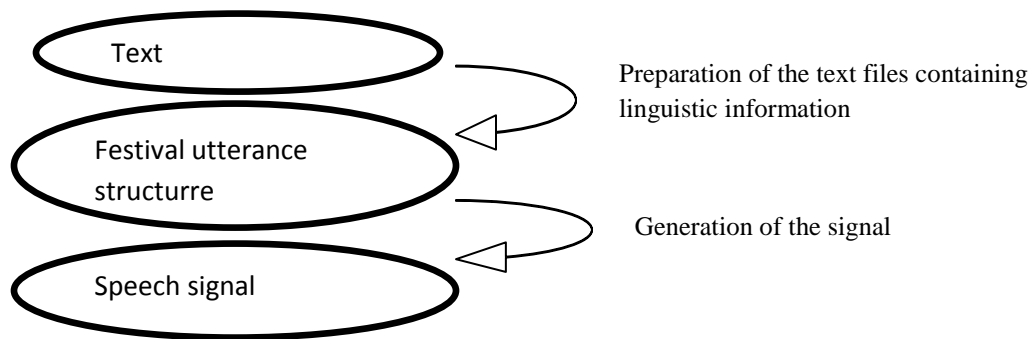 Text
Preparation of the text files containing
linguistic information
Festival utterance
structurre
Generation of the signal
Speech signal